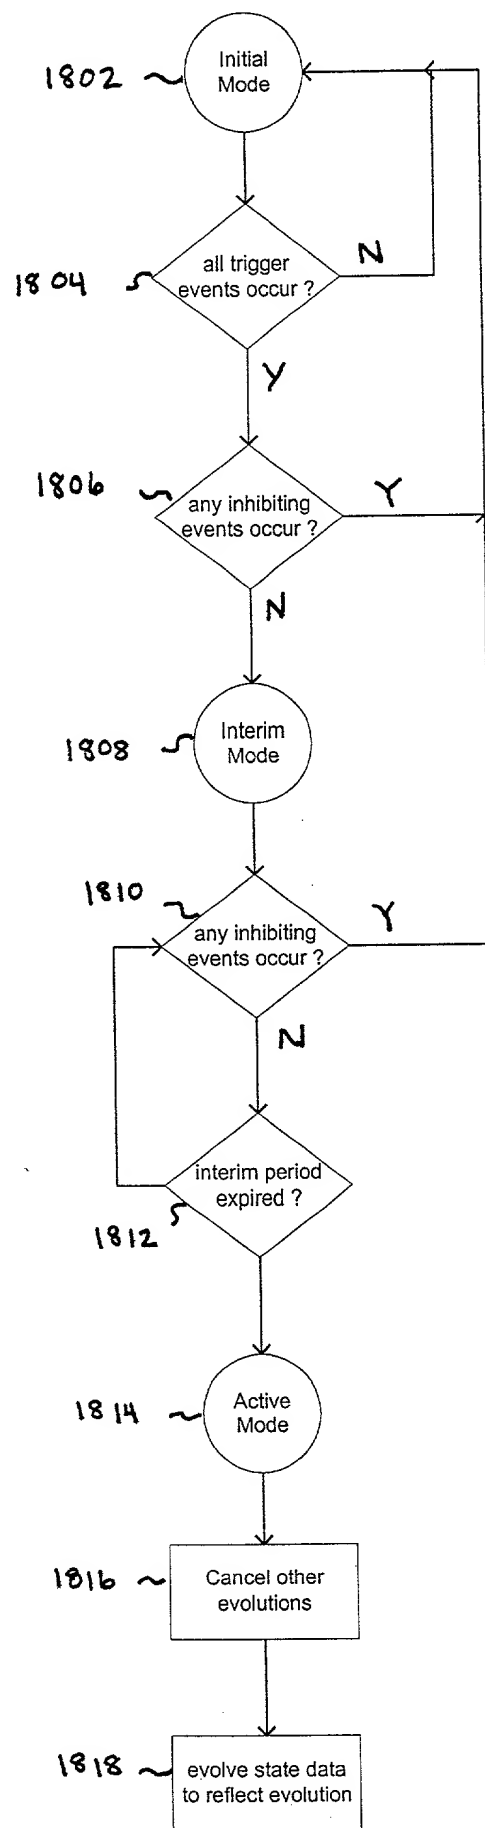 1802
Initial
Mode
1804
all trigger
events occur ?
N
Y
1806
any inhibiting
events occur ?
Y
N
1808
Interim
Mode
1810
any inhibiting
events occur ?
Y
N
interim period
expired ?
1812
1814
Active
Mode
1816
Cancel other
evolutions
1818
evolve state data
to reflect evolution